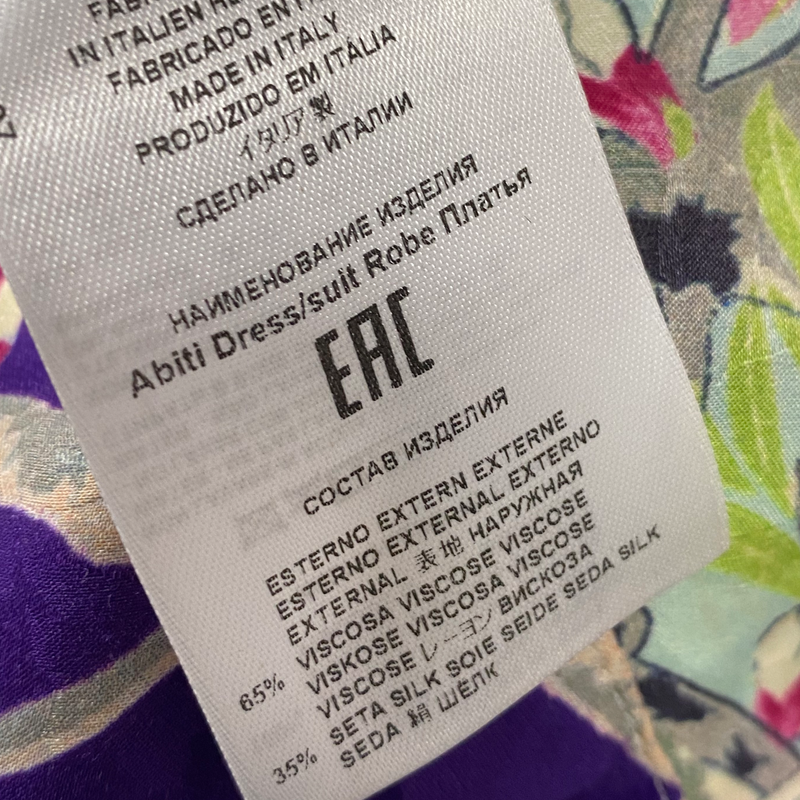 IN ITALIEN
FABRICADO EN
MADE IN ITALY
PRODUZIDO EM ITÁLIA
イタリア製
СДЕЛАНО В ИТАЛИИ
НАИМЕНОВАНИЕ ИЗДЕЛИЯ
Abiti Dress/suit Robe Платья
EAC
СОСТАВ ИЗДЕЛИЯ
ESTERNO EXTERN EXTERNE
ESTERNO EXTERNAL EXTERNO
EXTERNAL 表地 НАРУЖНАЯ
VISCOSA VISCOSE VISCOSE
VISKOSE VISCOSA VISCOSE
65% VISCOSE レーヨン ВИСКОЗА
SETA SILK SOIE SEIDE SEDA SILK
35% SEDA 絹 ШЕЛК